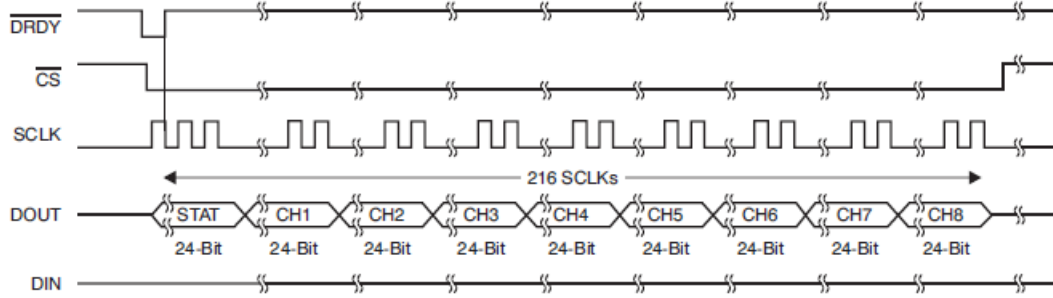 DRDY
CS
SCLK
216 SCLKs
DOUT STAT CH1 CH2 CH3 CH4 CH5 CH6 CH7 CH8
24-Bit 24-Bit 24-Bit 24-Bit 24-Bit 24-Bit 24-Bit 24-Bit 24-Bit
DIN